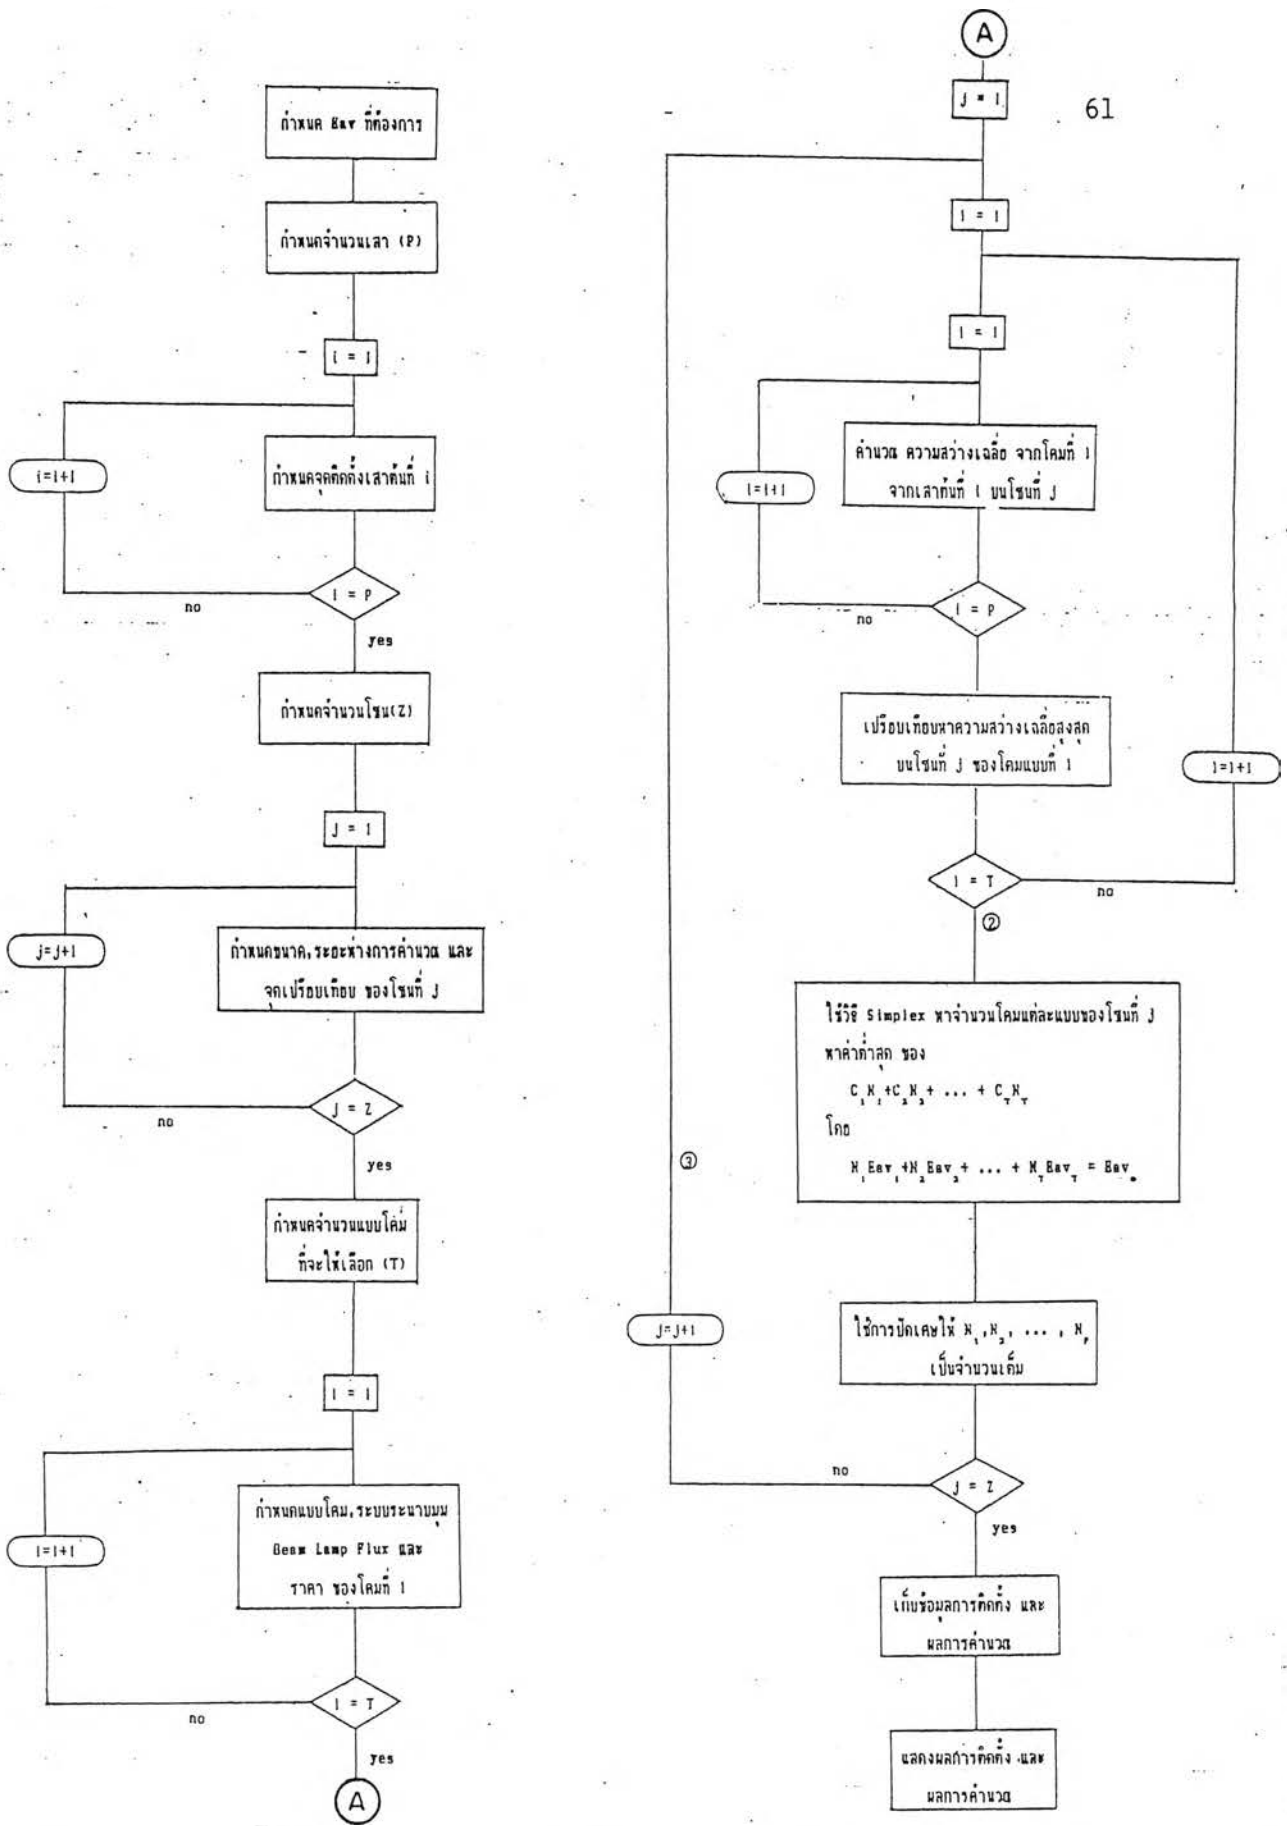 กำหนด Eav ที่ต้องการ
กำหนดจำนวนเสา (P)
i = 1
i=i+1
กำหนดจุดติดตั้งเสาต้นที่ i
i = P
no
yes
กำหนดจำนวนโซน(Z)
j = 1
j=j+1
กำหนดขนาด,ระยะห่างการคำนวณ และ
จุดเปรียบเทียบ ของโซนที่ j
j = Z
no
yes
กำหนดจำนวนแบบโคม
ที่จะให้เลือก (T)
l = 1
l=l+1
กำหนดแบบโคม,ระบบระนาบมุม
Beam Lamp Flux และ
ราคา ของโคมที่ l
l = T
no
yes
A
A
61
j = 1
l = 1
i = 1
i=i+1
คำนวณ ความสว่างเฉลี่ย จากโคมที่ l
จากเสาต้นที่ i บนโซนที่ j
i = P
no
เปรียบเทียบหาความสว่างเฉลี่ยสูงสุด
บนโซนที่ j ของโคมแบบที่ l
l=l+1
l = T
no
②
ใช้วิธี Simplex หาจำนวนโคมแต่ละแบบของโซนที่ j
หาค่าต่ำสุด ของ
C₁N₁+C₂N₂+ ... + C_T N_T
โดย
N₁Eav₁+N₂Eav₂+ ... + N_T Eav_T = Eav₀
③
j=j+1
ใช้การปัดเศษให้ N₁,N₂, ... , N_P
เป็นจำนวนเต็ม
j = Z
no
yes
เก็บข้อมูลการติดตั้ง และ
ผลการคำนวณ
แสดงผลการติดตั้ง และ
ผลการคำนวณ